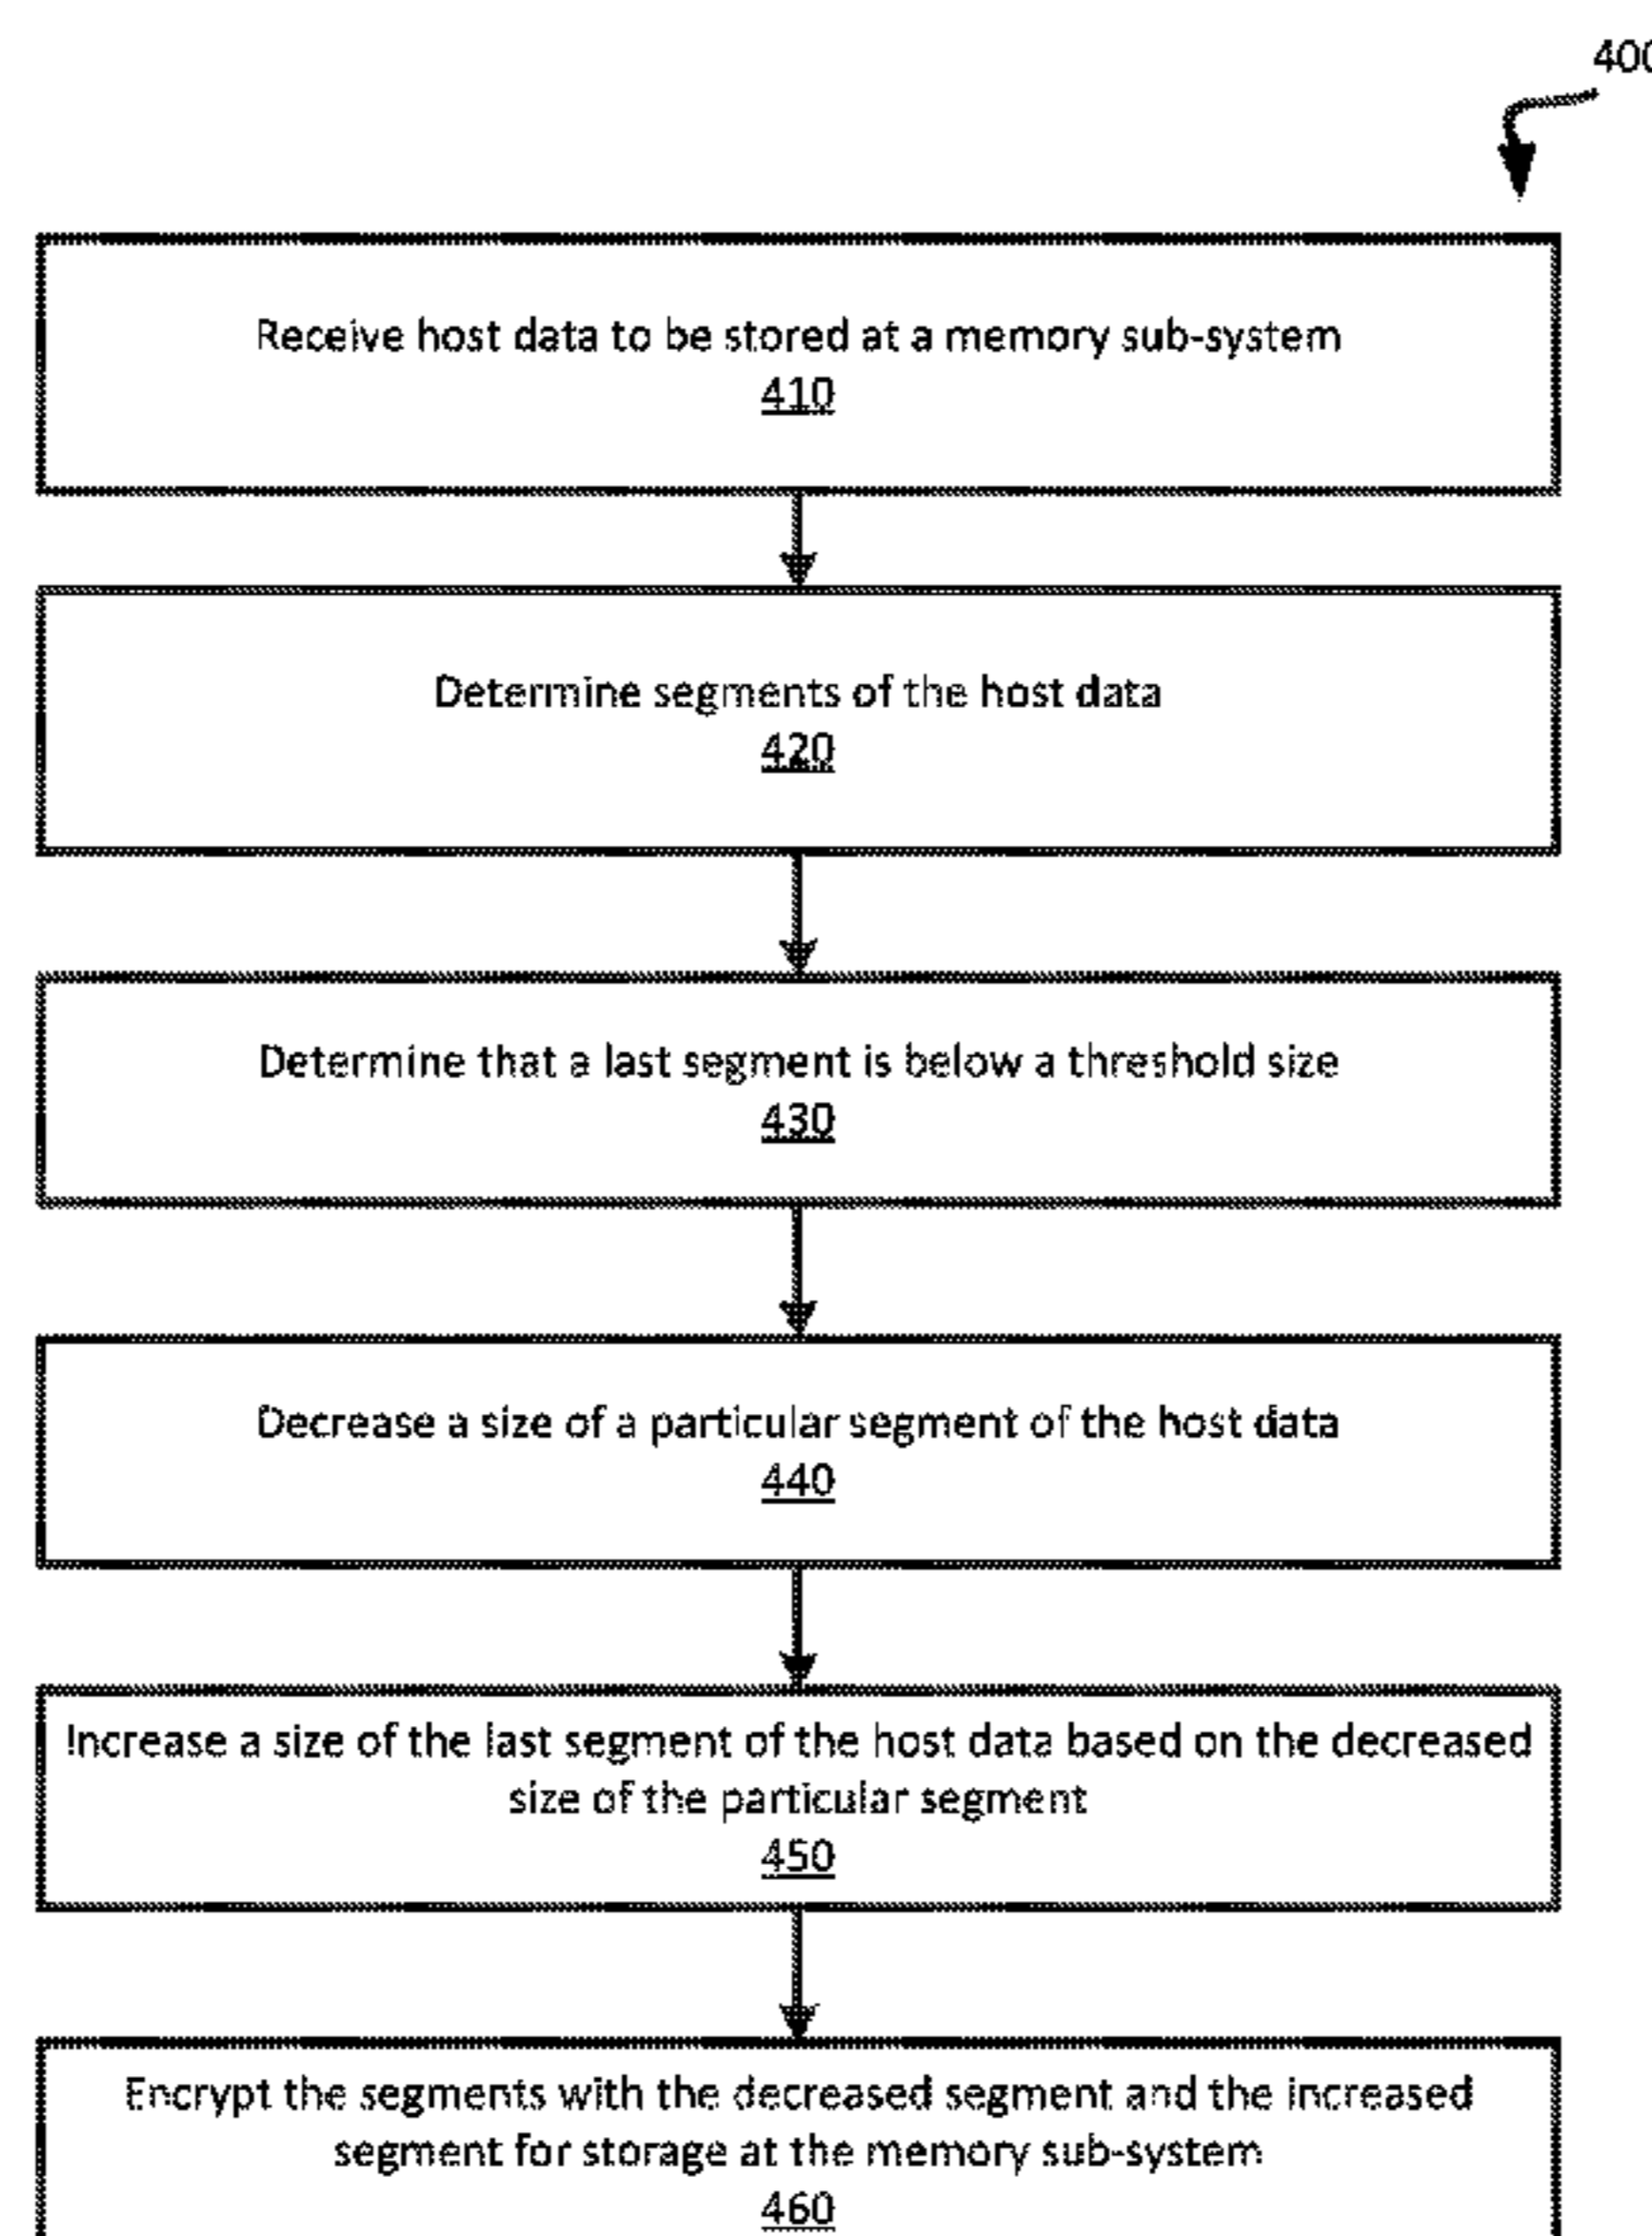 400
Receive host data to be stored at a memory sub-system
410
Determine segments of the host data
420
Determine that a last segment is below a threshold size
430
Decrease a size of a particular segment of the host data
440
Increase a size of the last segment of the host data based on the decreased
size of the particular segment
450
Encrypt the segments with the decreased segment and the increased
segment for storage at the memory sub-system
460